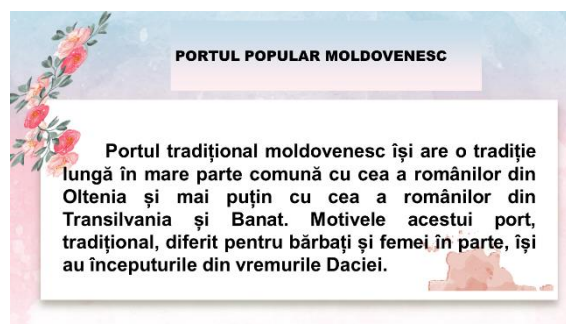 PORTUL POPULAR MOLDOVENESC
Portul tradițional moldovenesc își are o tradiție
lungă în mare parte comună cu cea a românilor din
Oltenia și mai puțin cu cea a românilor din
Transilvania și Banat. Motivele acestui port,
tradițional, diferit pentru bărbați și femei în parte, își
au începuturile din vremurile Daciei.